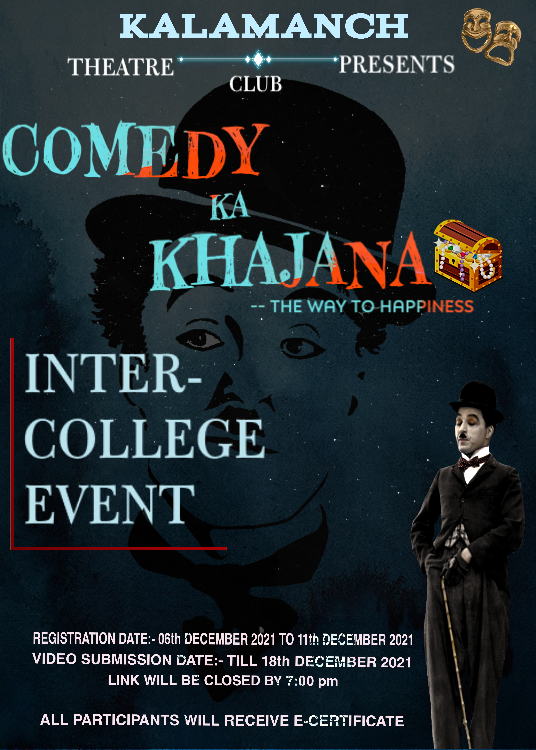 KALAMANCH
THEATRE PRESENTS
CLUB
COMEDY
KA
KHAJANA
-- THE WAY TO HAPPINESS
INTER-
COLLEGE
EVENT
REGISTRATION DATE:- 06th DECEMBER 2021 TO 11th DECEMBER 2021
VIDEO SUBMISSION DATE:- TILL 18th DECEMBER 2021
LINK WILL BE CLOSED BY 7:00 pm
ALL PARTICIPANTS WILL RECEIVE E-CERTIFICATE